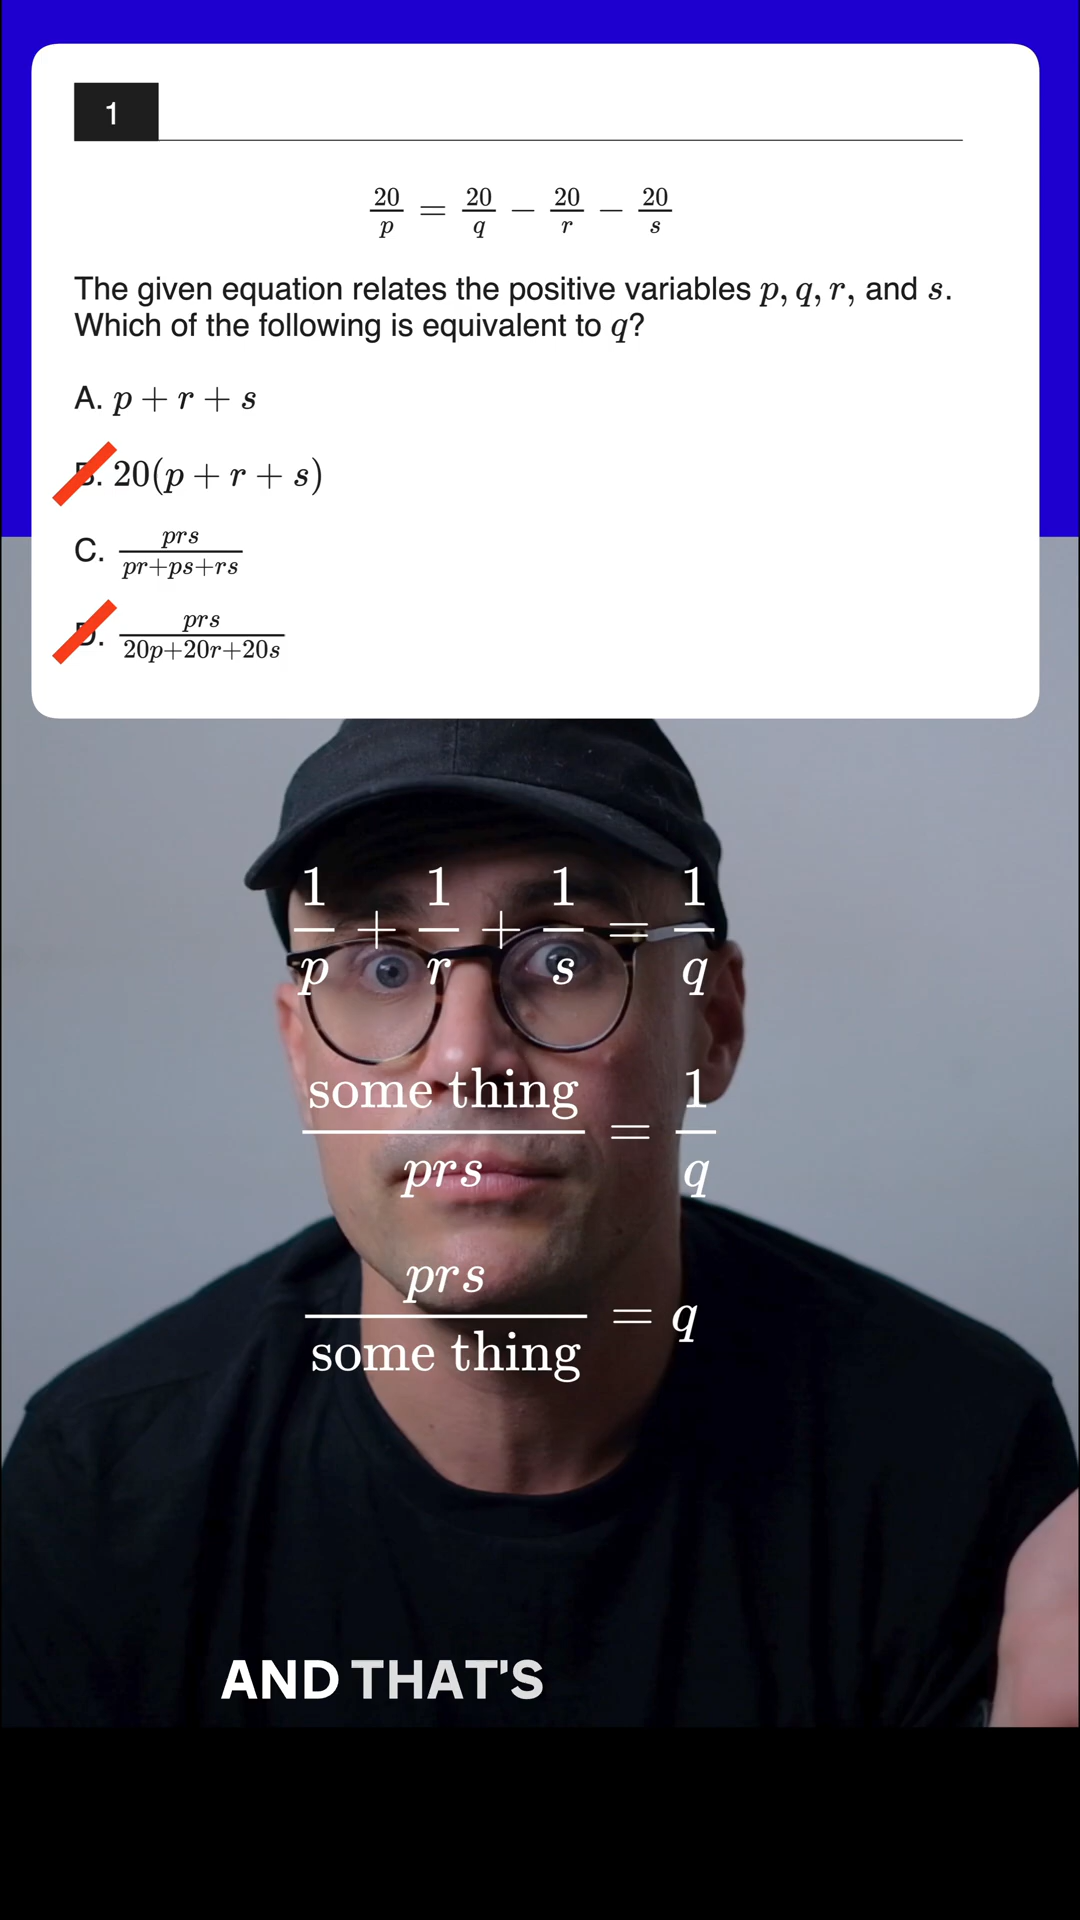 1
20/p = 20/q − 20/r − 20/s
The given equation relates the positive variables p, q, r, and s.
Which of the following is equivalent to q?
A. p + r + s
B. 20(p + r + s)
C. prs/(pr+ps+rs)
D. prs/(20p+20r+20s)
1/p + 1/r + 1/s = 1/q
some thing/prs = 1/q
prs/some thing = q
AND THAT'S